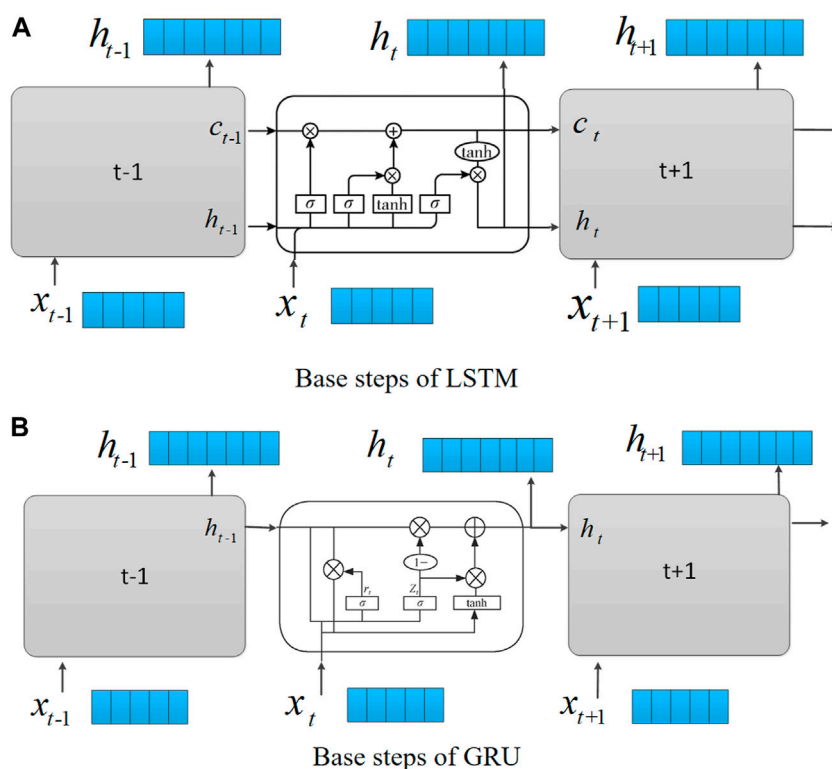 A
h_{t-1} h_t h_{t+1}
c_{t-1} × + c_t
tanh
t-1 × × t+1
σ σ tanh σ
h_{t-1} h_t
x_{t-1} x_t x_{t+1}
Base steps of LSTM
B
h_{t-1} h_t h_{t+1}
h_{t-1} × + h_t
1-
t-1 × r_t Z_t × t+1
σ σ tanh
x_{t-1} x_t x_{t+1}
Base steps of GRU